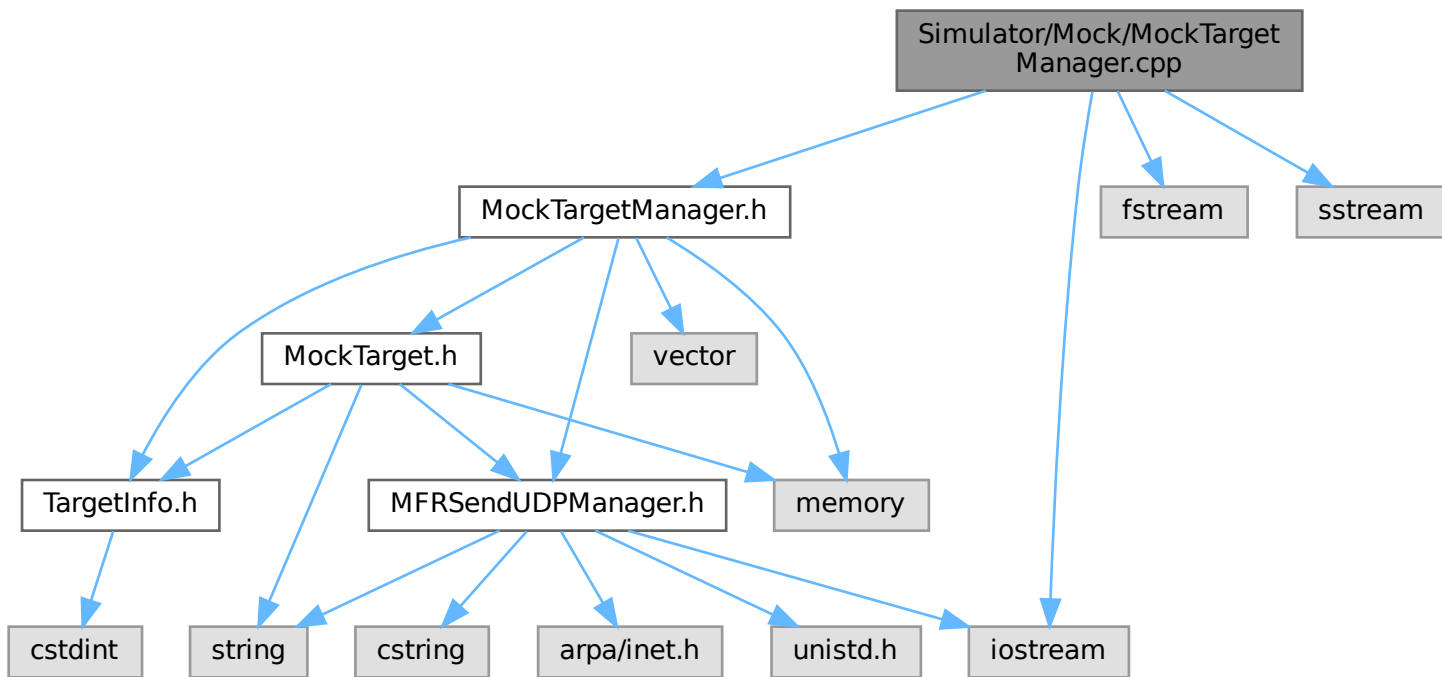 Simulator/Mock/MockTarget
Manager.cpp
MockTargetManager.h
fstream
sstream
MockTarget.h
vector
TargetInfo.h
MFRSendUDPManager.h
memory
cstdint
string
cstring
arpa/inet.h
unistd.h
iostream